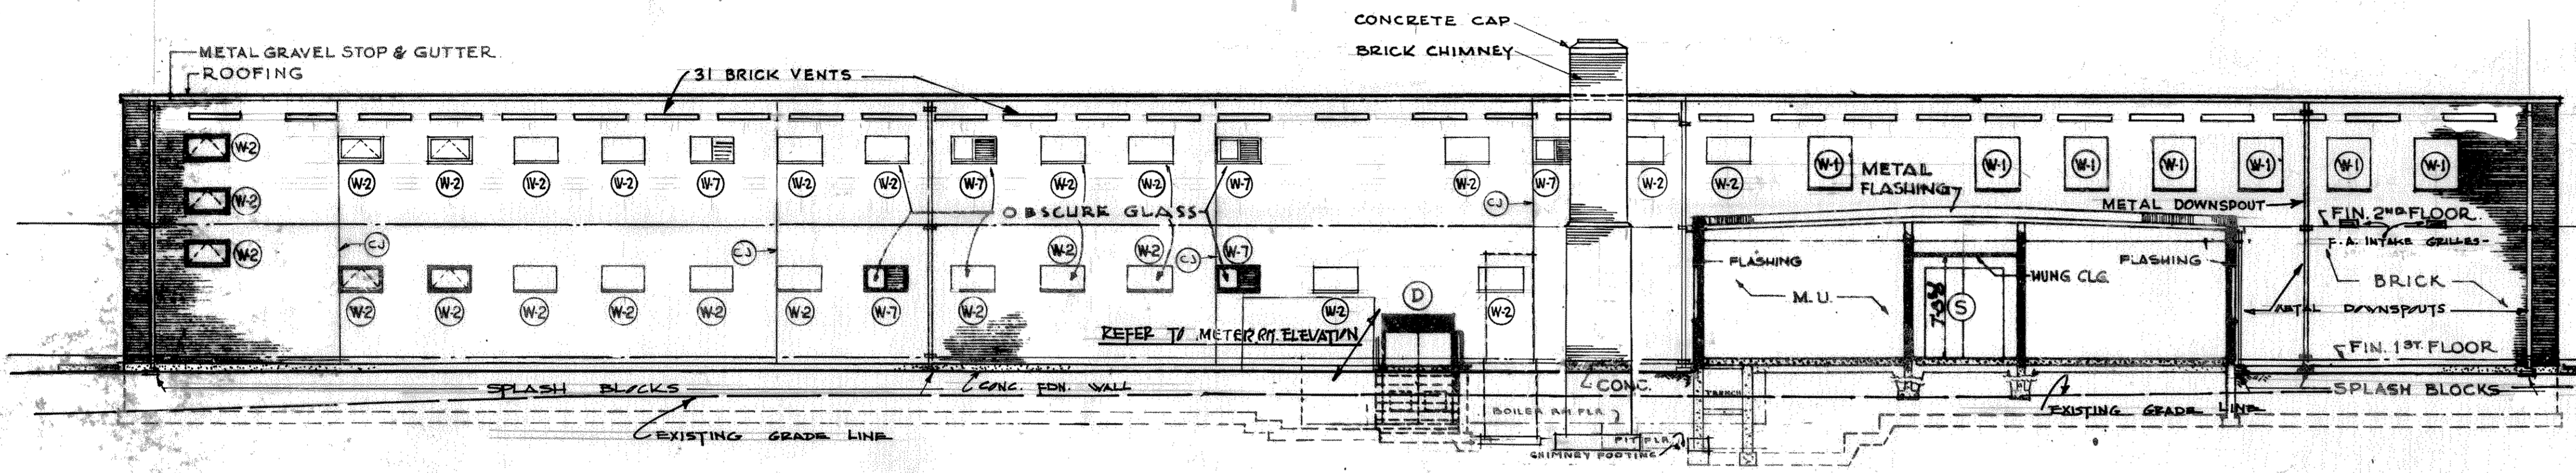 CONCRETE CAP
BRICK CHIMNEY
METAL GRAVEL STOP & GUTTER
ROOFING
31 BRICK VENTS
W-2
W-2 W-2 W-2 W-2 W-7 W-2 W-2 W-7 W-2 W-2 W-7 W-2 W-7 W-2 W-2
W-1 W-1 W-1 W-1 W-1 W-1 W-1
METAL
FLASHING
W-2
CJ
METAL DOWNSPOUT
OBSCURE GLASS
FIN. 2ND FLOOR
F.A. INTAKE GRILLES
W-2
CJ
CJ
W-2 W-2
CJ
W-7
FLASHING
HUNG CLG.
FLASHING
BRICK
M.U.
D
S
W-2 W-2 W-2 W-2 W-2 W-2 W-7 W-2 W-2 W-2
METAL DOWNSPOUTS
REFER TO METER RM. ELEVATION
FIN. 1ST. FLOOR
SPLASH BLOCKS
CONC. FDN. WALL
CONC.
TRENCH
SPLASH BLOCKS
EXISTING GRADE LINE
BOILER RM FLR.
EXISTING GRADE LINE
PIT FLR.
CHIMNEY FOOTING